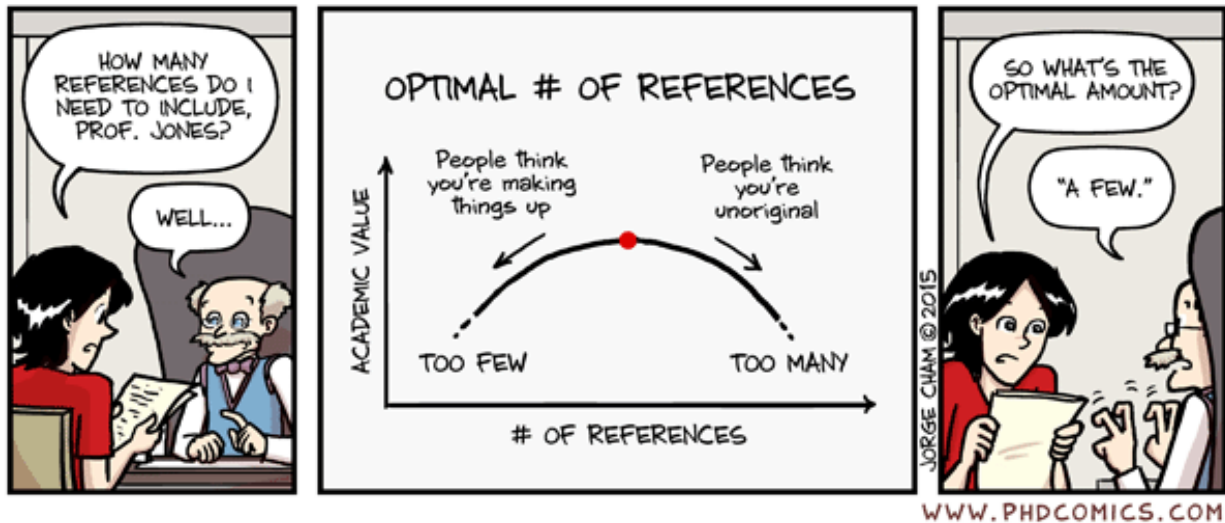 HOW MANY
REFERENCES DO I
NEED TO INCLUDE,
PROF. JONES?
WELL...
OPTIMAL # OF REFERENCES
People think
you're making
things up
People think
you're
unoriginal
ACADEMIC VALUE
TOO FEW
TOO MANY
# OF REFERENCES
SO WHAT'S THE
OPTIMAL AMOUNT?
"A FEW."
JORGE CHAM © 2015
WWW.PHDCOMICS.COM